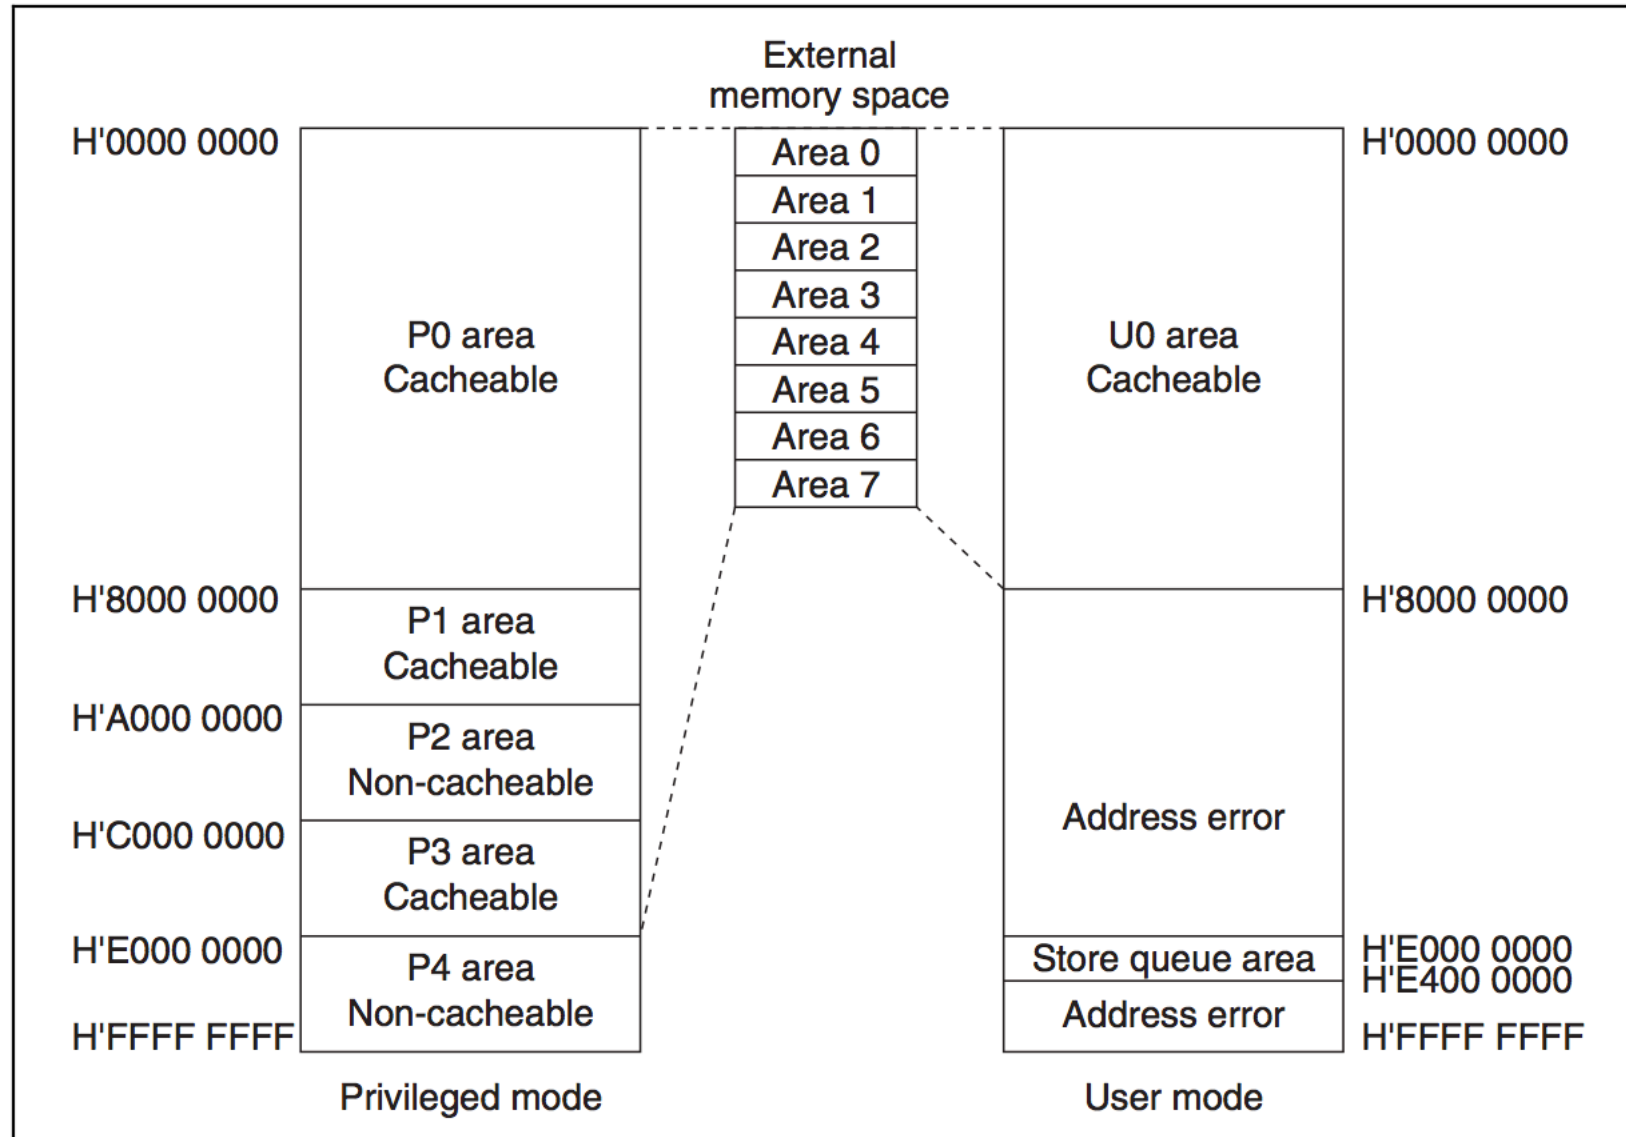 External
memory space
H'0000 0000
P0 area
Cacheable
H'8000 0000
P1 area
Cacheable
H'A000 0000
P2 area
Non-cacheable
H'C000 0000
P3 area
Cacheable
H'E000 0000
P4 area
Non-cacheable
H'FFFF FFFF
Privileged mode
Area 0
Area 1
Area 2
Area 3
Area 4
Area 5
Area 6
Area 7
H'0000 0000
U0 area
Cacheable
H'8000 0000
Address error
Store queue area
H'E000 0000
H'E400 0000
Address error
H'FFFF FFFF
User mode